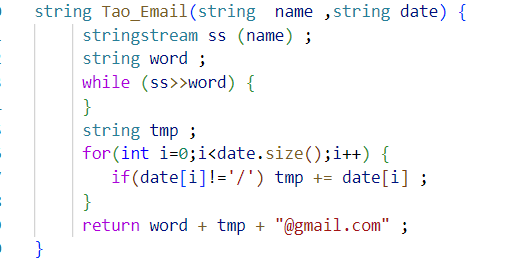 string Tao_Email(string  name ,string date) {
    stringstream ss (name) ;
    string word ;
    while (ss>>word) {
    }
    string tmp ;
    for(int i=0;i<date.size();i++) {
       if(date[i]!='/') tmp += date[i] ;
    }
    return word + tmp + "@gmail.com" ;
}